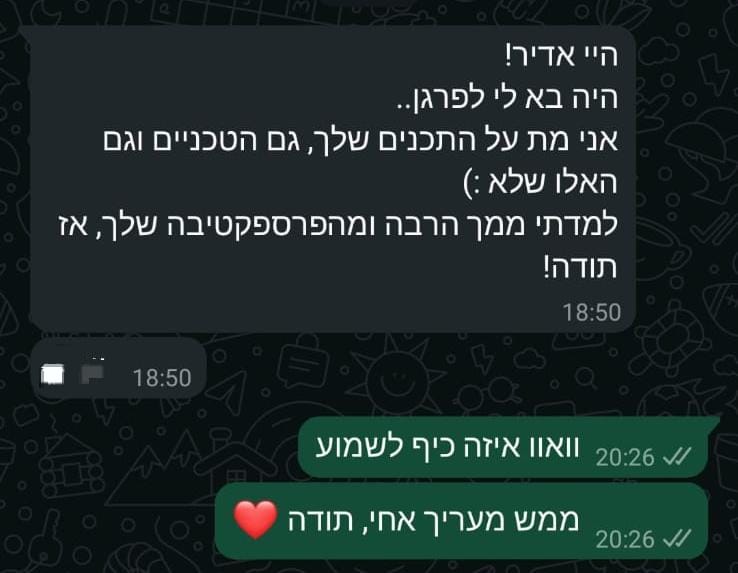 היי אדיר!
היה בא לי לפרגן..
אני מת על התכנים שלך, גם הטכניים וגם
האלו שלא :)
למדתי ממך הרבה ומהפרספקטיבה שלך, אז
תודה!
18:50
18:50
וואוו איזה כיף לשמוע
20:26
ממש מעריך אחי, תודה ❤️
20:26